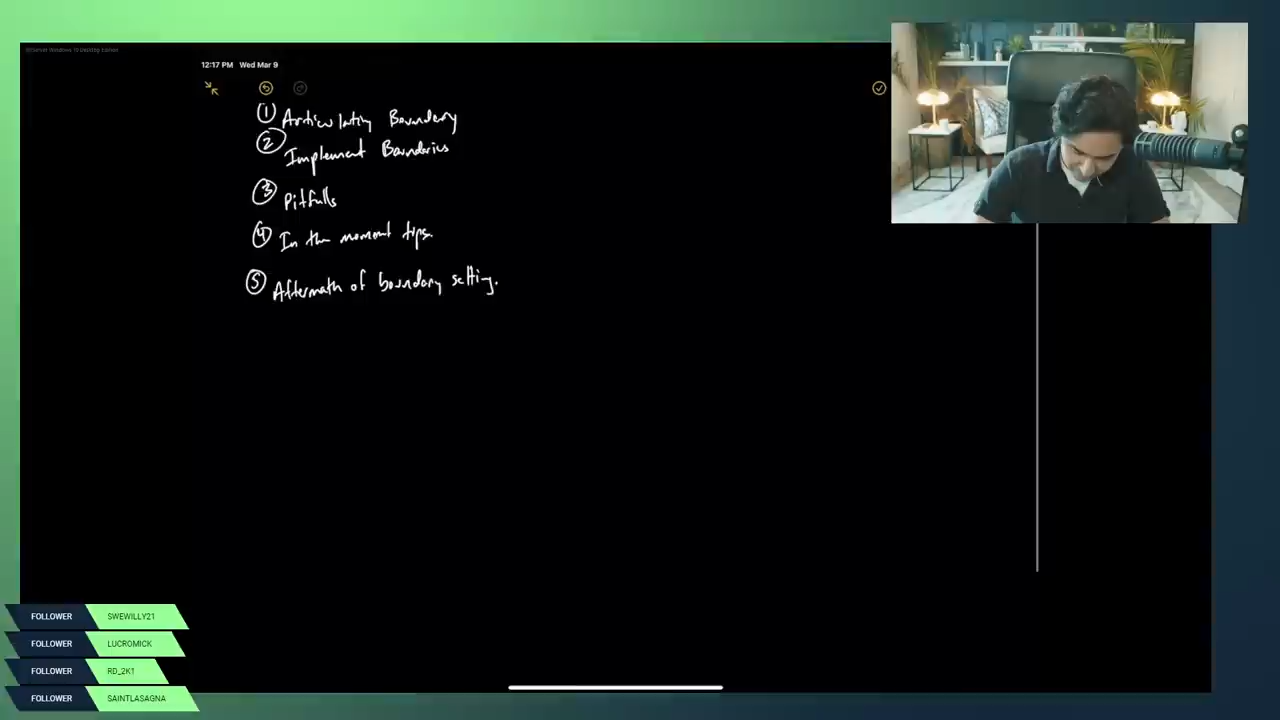 12:17 PM Wed Mar 9
① Articulating Boundary
② Implement Boundaries
③ Pitfalls
④ In the moment tips.
⑤ Aftermath of boundary setting.
FOLLOWER SWEWILLY21
FOLLOWER LUCROMICK
FOLLOWER RD_2K1
FOLLOWER SAINTLASAGNA